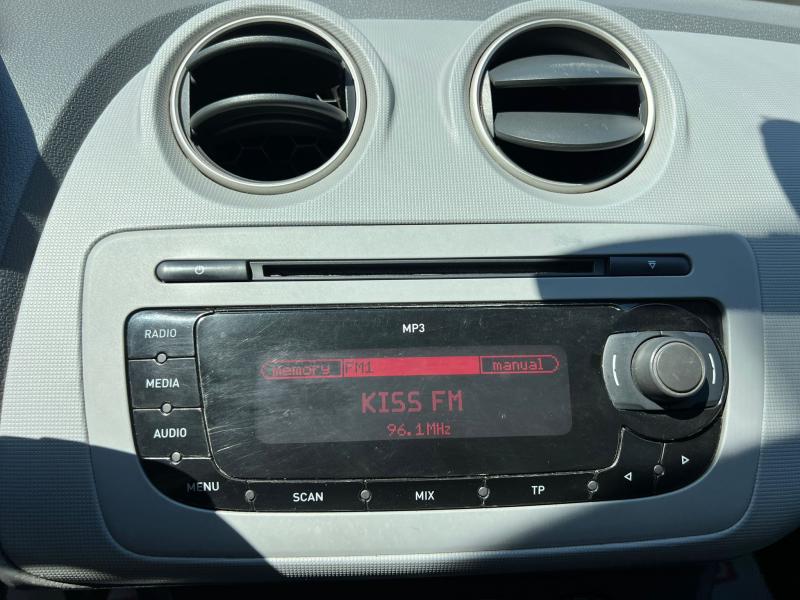 MP3
RADIO
MEDIA
AUDIO
Memory FM1 manual
KISS FM
96.1MHz
MENU SCAN MIX TP